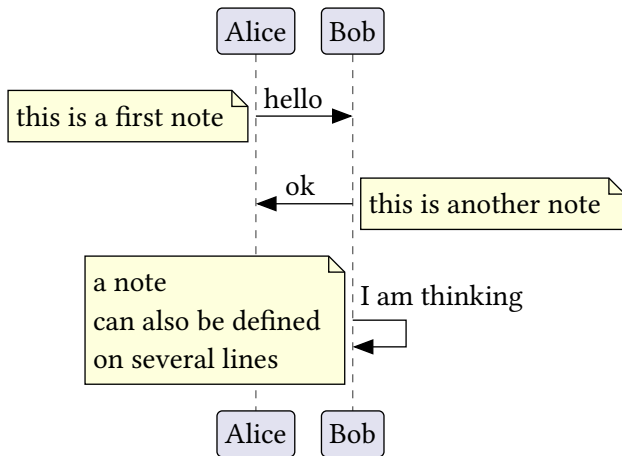 Alice
Bob
hello
this is a first note
ok
this is another note
a note
can also be defined
on several lines
I am thinking
Alice
Bob